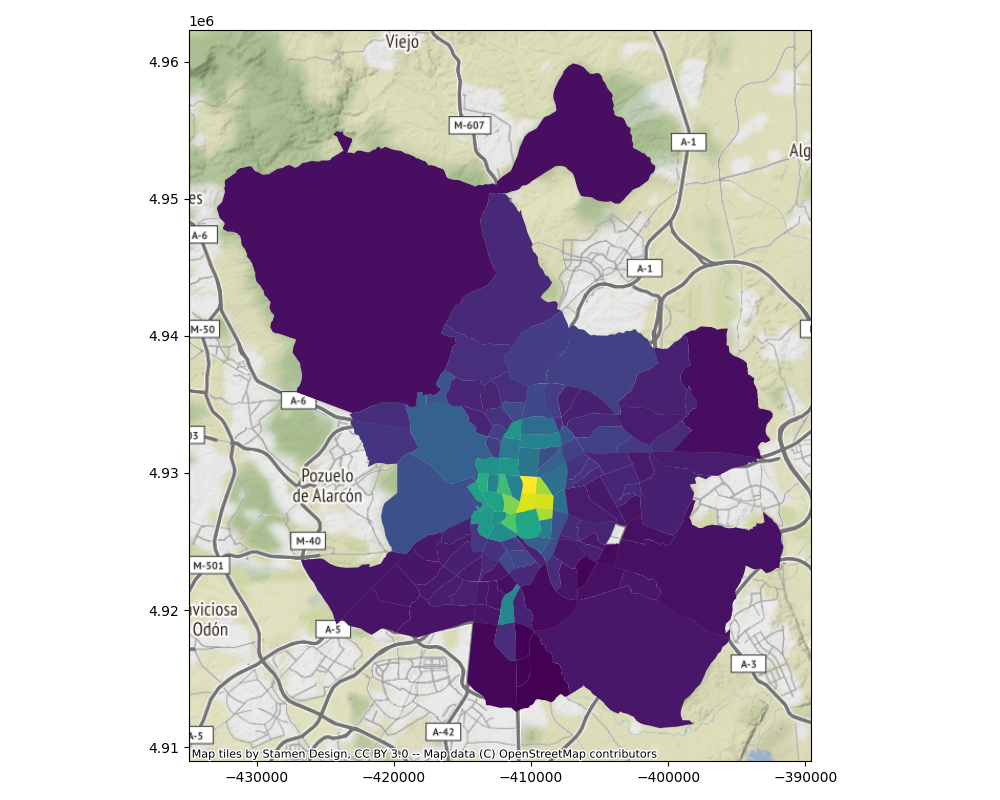 1e6
Viejo
4.96
M-607
A-1
Alg
4.95
es
A-6
A-1
M-50
4.94
A-6
03
4.93
Pozuelo
de Alarcón
M-40
M-501
4.92
aviciosa
Odón
A-5
A-3
A-42
A-5
4.91
Map tiles by Stamen Design, CC BY 3.0 -- Map data (C) OpenStreetMap contributors
−430000 −420000 −410000 −400000 −390000